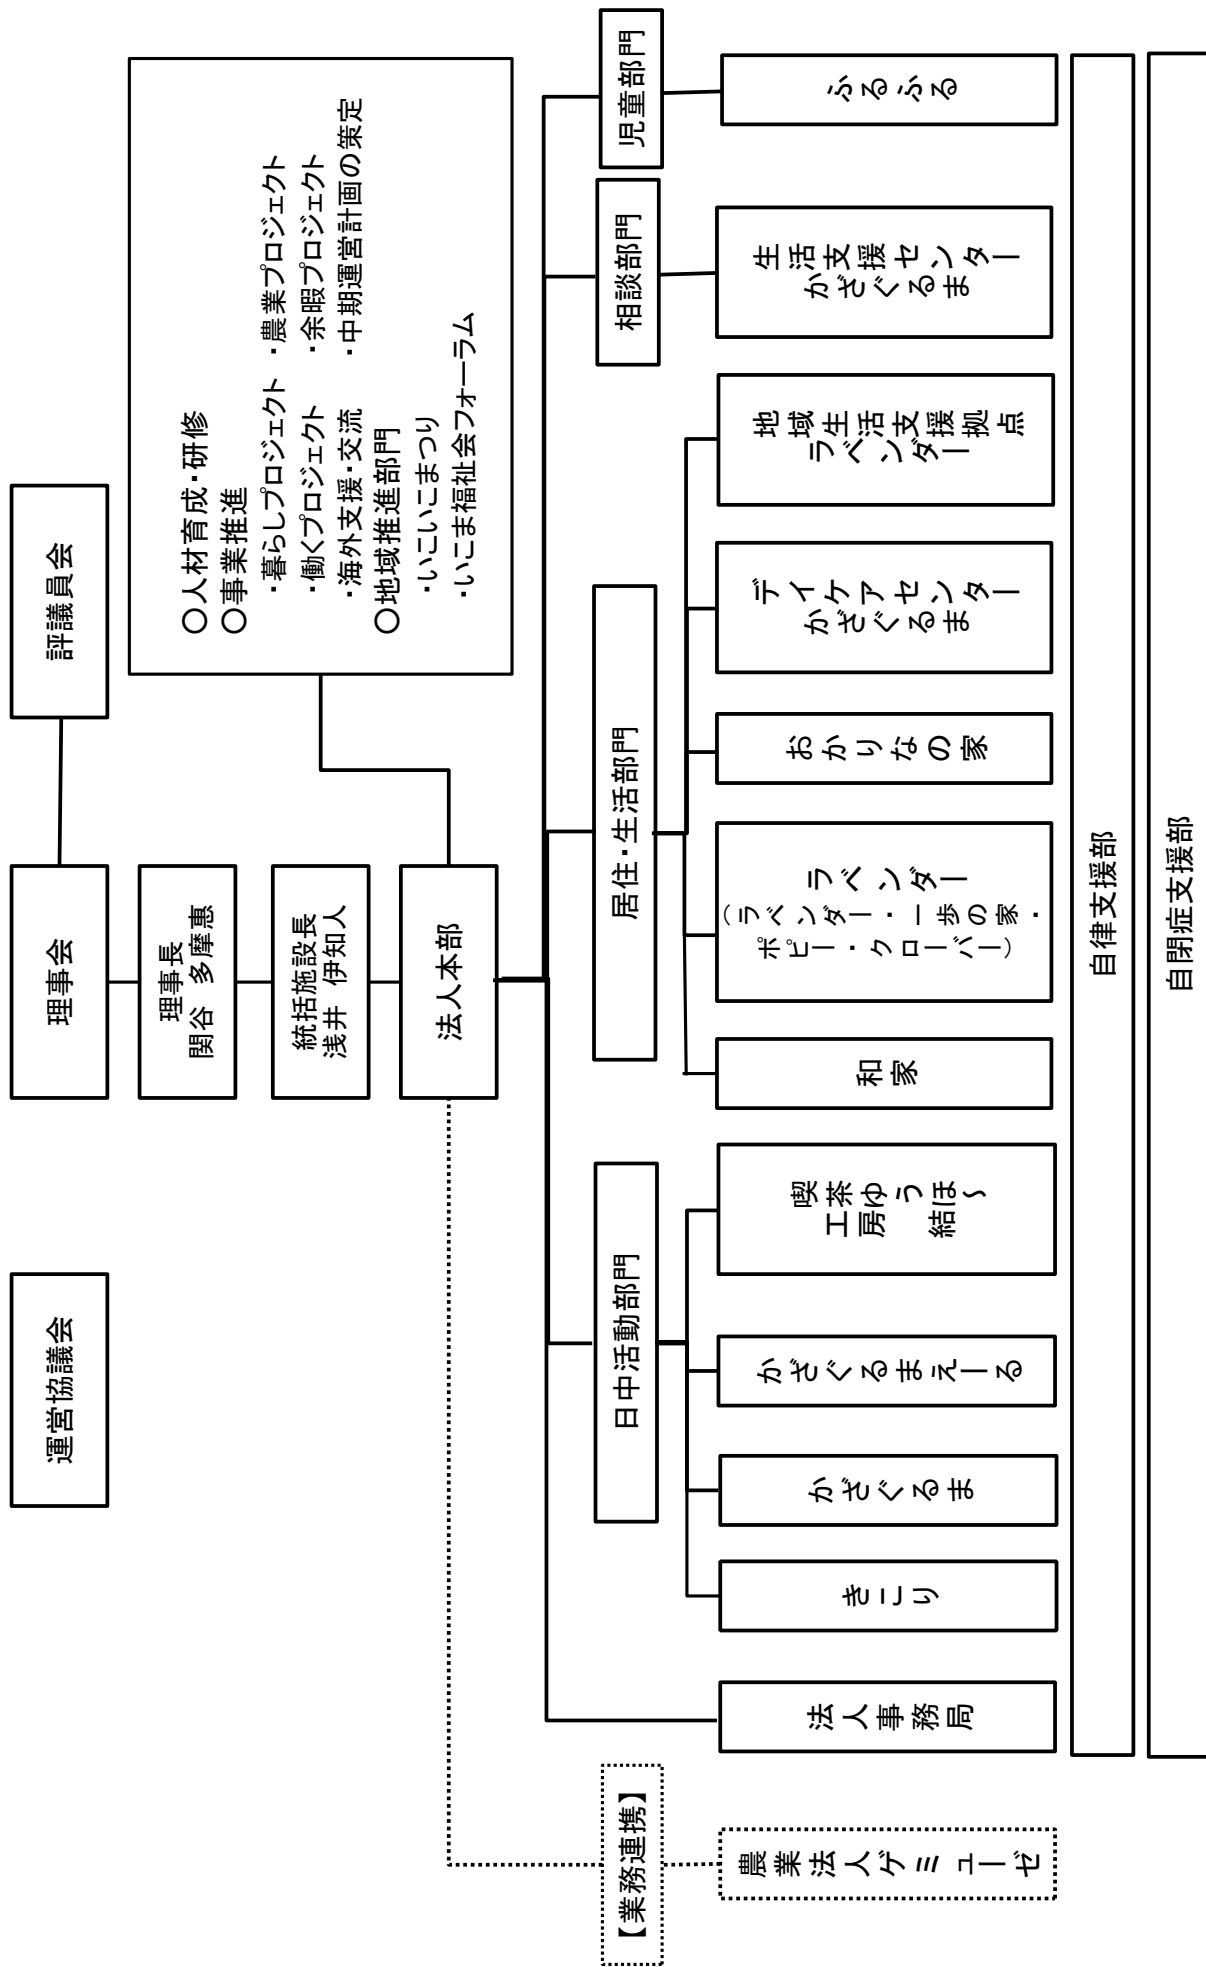 運営協議会
理事会
評議員会
理事長
関谷　多摩恵
統括施設長
浅井　伊知人
法人本部
○人材育成・研修
○事業推進
・暮らしプロジェクト　・農業プロジェクト
・働くプロジェクト　・余暇プロジェクト
・海外支援・交流　・中期運営計画の策定
○地域推進部門
・いこいこまつり
・いこま福祉会フォーラム
【業務連携】
日中活動部門
居住・生活部門
相談部門
児童部門
農業法人ゲミューゼ
法人事務局
きこり
かざぐるま
かざぐるまえーる
喫茶ゆうほ～
工房　結
和家
ラベンダー
（ラベンダー・一歩の家・
ポピー・クローバー）
おかりなの家
デイケアセンター
かざぐるま
地域生活支援拠点
ラベンダー
生活支援センター
かざぐるま
ふるふる
自律支援部
自閉症支援部